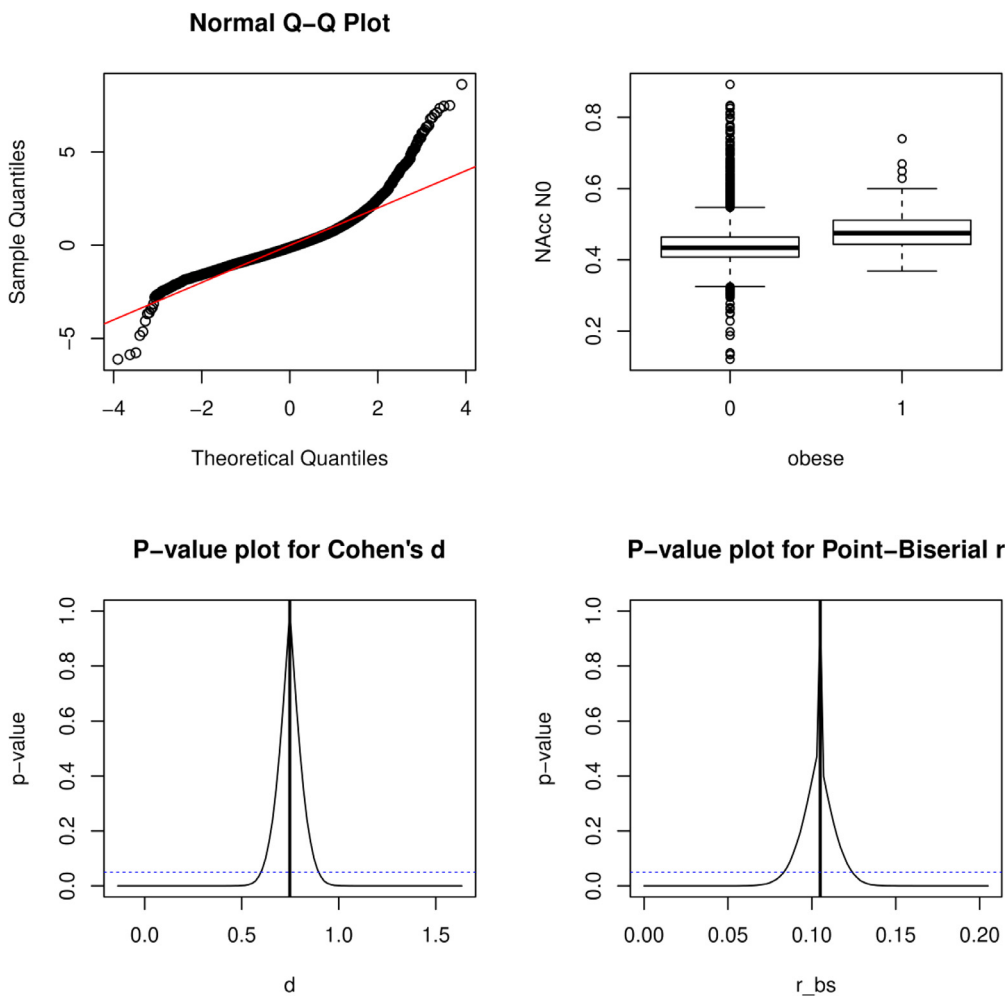 Normal Q−Q Plot
Sample Quantiles
5
0
−5
−4 −2 0 2 4
Theoretical Quantiles
NAcc N0
0.8
0.6
0.4
0.2
0 1
obese
P−value plot for Cohen's d
p−value
1.0
0.8
0.6
0.4
0.2
0.0
0.0 0.5 1.0 1.5
d
P−value plot for Point−Biserial r
p−value
1.0
0.8
0.6
0.4
0.2
0.0
0.00 0.05 0.10 0.15 0.20
r_bs